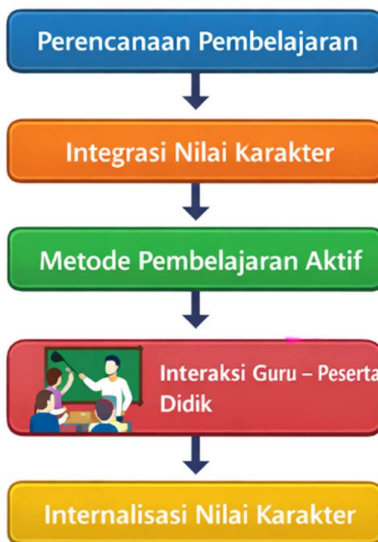 Perencanaan Pembelajaran
Integrasi Nilai Karakter
Metode Pembelajaran Aktif
Interaksi Guru – Peserta
Didik
Internalisasi Nilai Karakter